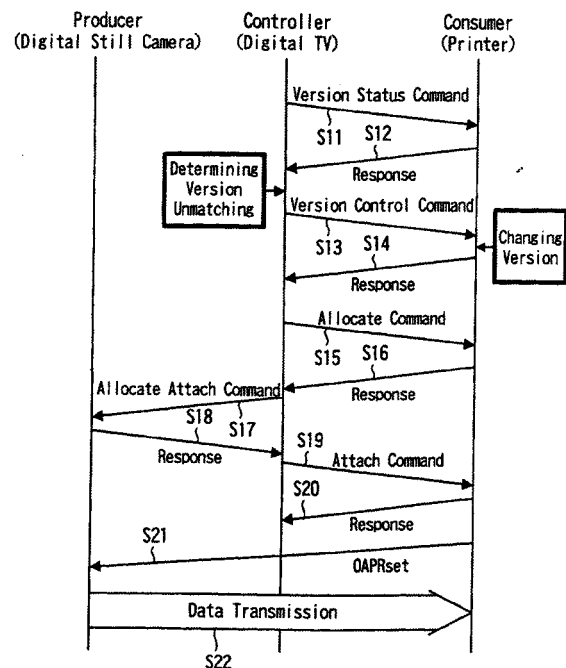 Producer
(Digital Still Camera)
Controller
(Digital TV)
Consumer
(Printer)
Version Status Command
S11
S12
Response
Determining
Version
Unmatching
Version Control Command
S13
S14
Response
Changing
Version
Allocate Command
S15
S16
Response
Allocate Attach Command
S18
S17
Response
S19
Attach Command
S20
Response
S21
OAPRset
Data Transmission
S22